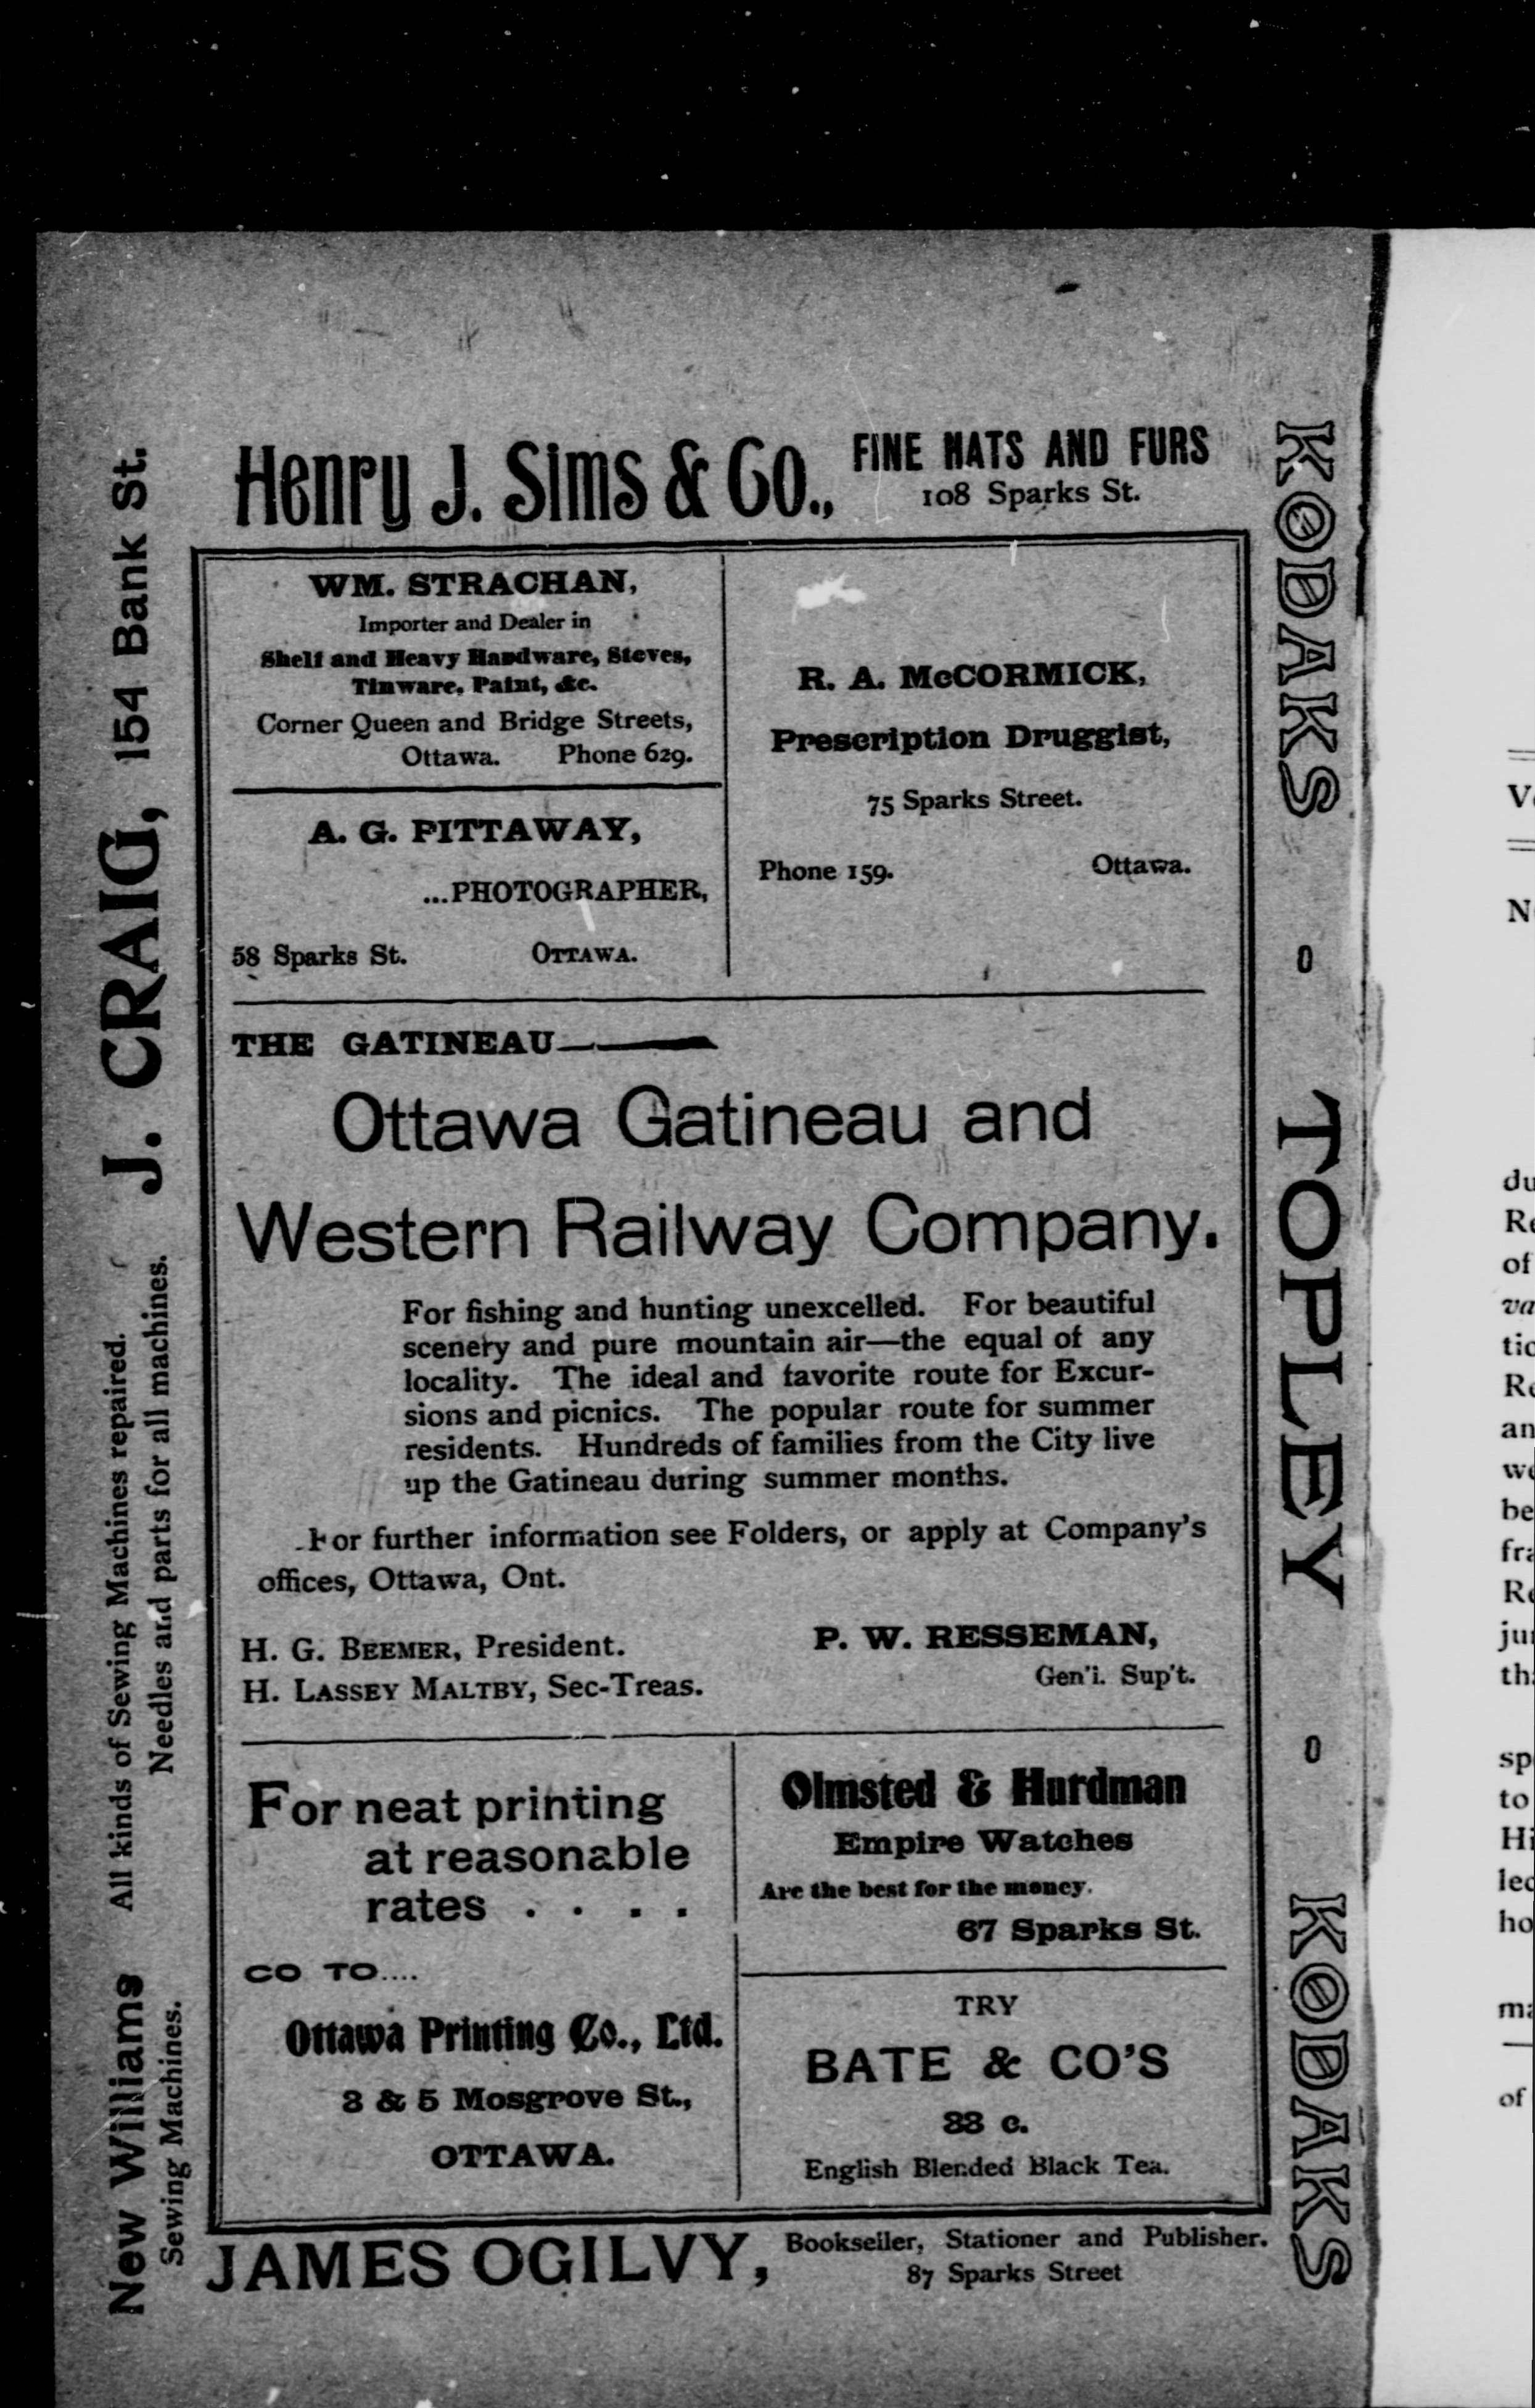 Henry J. Sims & Co.,
FINE HATS AND FURS
108 Sparks St.
WM. STRACHAN,
Importer and Dealer in
Shelf and Heavy Hardware, Stoves,
Tinware, Paint, &c.
Corner Queen and Bridge Streets,
Ottawa. Phone 629.
A. G. PITTAWAY,
...PHOTOGRAPHER,
58 Sparks St. OTTAWA.
R. A. McCORMICK,
Prescription Druggist,
75 Sparks Street.
Phone 159. Ottawa.
THE GATINEAU
Ottawa Gatineau and
Western Railway Company.
For fishing and hunting unexcelled. For beautiful
scenery and pure mountain air—the equal of any
locality. The ideal and favorite route for Excur-
sions and picnics. The popular route for summer
residents. Hundreds of families from the City live
up the Gatineau during summer months.
For further information see Folders, or apply at Company's
offices, Ottawa, Ont.
H. G. BEEMER, President.
H. LASSEY MALTBY, Sec-Treas.
P. W. RESSEMAN,
Gen'l. Sup't.
For neat printing
at reasonable
rates . . . .
GO TO....
Ottawa Printing Co., Ltd.
3 & 5 Mosgrove St.,
OTTAWA.
Olmsted & Hurdman
Empire Watches
Are the best for the money.
67 Sparks St.
TRY
BATE & CO'S
33 c.
English Blended Black Tea.
JAMES OGILVY,
Bookseller, Stationer and Publisher.
87 Sparks Street
New Williams
Sewing Machines.
All kinds of Sewing Machines repaired.
Needles and parts for all machines.
J. CRAIG, 154 Bank St.
KODAKS 0 TOPLEY 0 KODAKS
du
of
va
an
be
to
ho
of